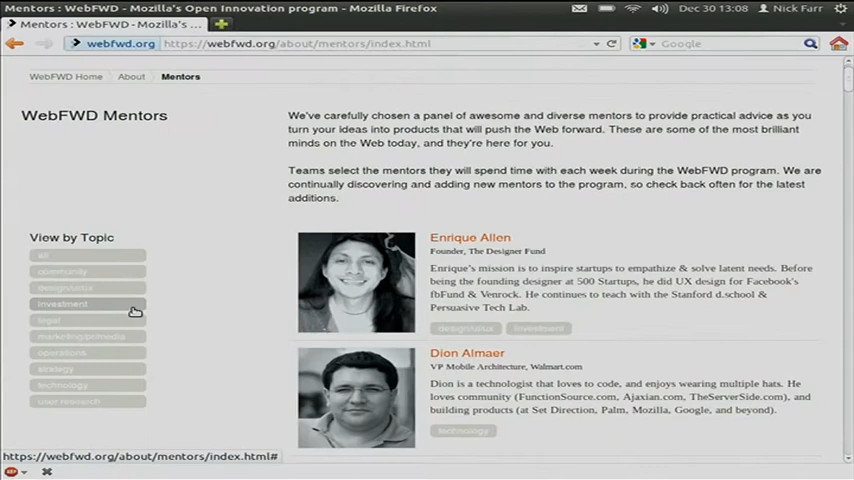 Mentors : WebFWD - Mozilla's Open Innovation program - Mozilla Firefox
Dec 30 13:08
Nick Farr
Mentors : WebFWD - Mozilla's ...
webfwd.org
https://webfwd.org/about/mentors/index.html
Google
WebFWD Home
About
Mentors
WebFWD Mentors
We've carefully chosen a panel of awesome and diverse mentors to provide practical advice as you
turn your ideas into products that will push the Web forward. These are some of the most brilliant
minds on the Web today, and they're here for you.
Teams select the mentors they will spend time with each week during the WebFWD program. We are
continually discovering and adding new mentors to the program, so check back often for the latest
additions.
View by Topic
all
community
design/ui/ux
investment
legal
marketing/pr/media
operations
strategy
technology
user research
Enrique Allen
Founder, The Designer Fund
Enrique's mission is to inspire startups to empathize & solve latent needs. Before
being the founding designer at 500 Startups, he did UX design for Facebook's
fbFund & Venrock. He continues to teach with the Stanford d.school &
Persuasive Tech Lab.
design/ui/ux
investment
Dion Almaer
VP Mobile Architecture, Walmart.com
Dion is a technologist that loves to code, and enjoys wearing multiple hats. He
loves community (FunctionSource.com, Ajaxian.com, TheServerSide.com), and
building products (at Set Direction, Palm, Mozilla, Google, and beyond).
technology
https://webfwd.org/about/mentors/index.html#